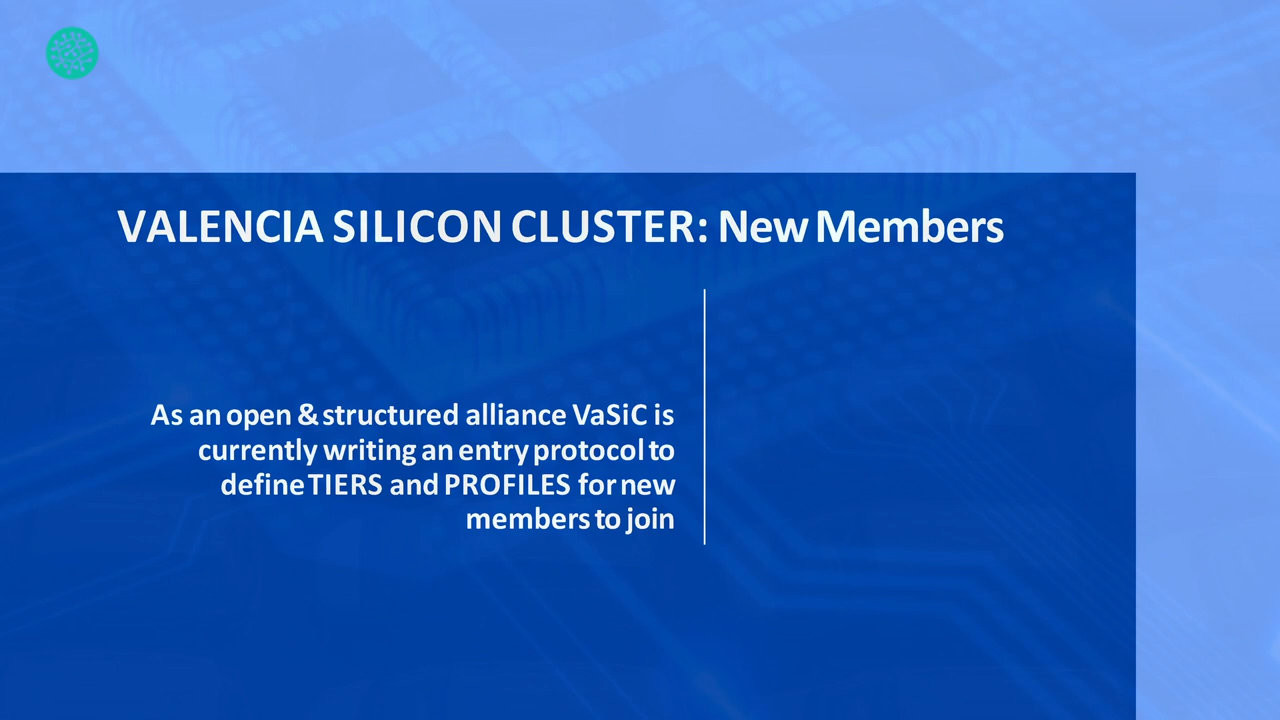 VALENCIA SILICON CLUSTER: New Members
As an open & structured alliance VaSiC is
currently writing an entry protocol to
define TIERS and PROFILES for new
members to join